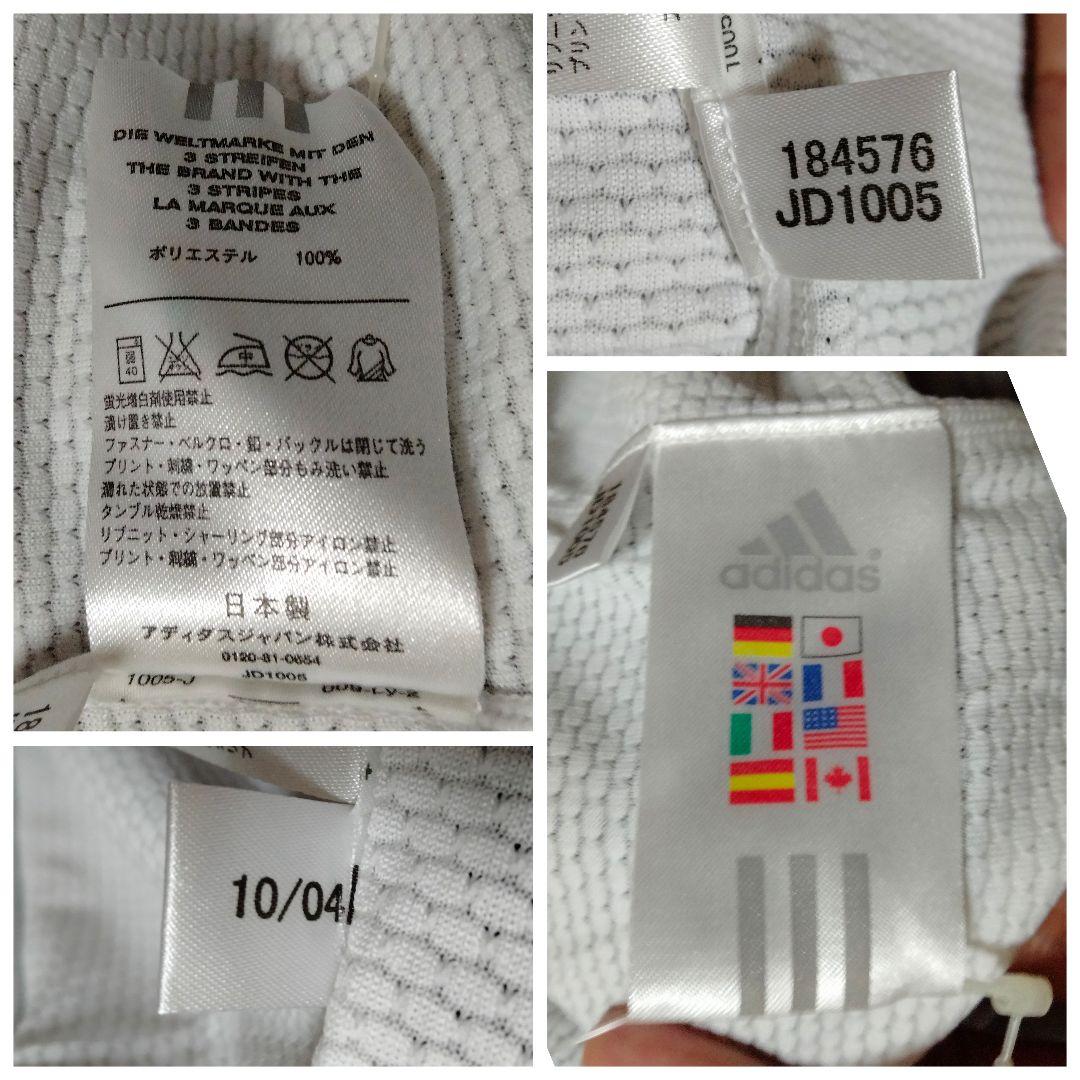 DIE WELTMARKE MIT DEN
3 STREIFEN
THE BRAND WITH THE
3 STRIPES
LA MARQUE AUX
3 BANDES
ポリエステル 100%
弱
40
中
蛍光増白剤使用禁止
漬け置き禁止
ファスナー・ベルクロ・釦・バックルは閉じて洗う
プリント・刺繍・ワッペン部分もみ洗い禁止
濡れた状態での放置禁止
タンブル乾燥禁止
リブニット・シャーリング部分アイロン禁止
プリント・刺繍・ワッペン部分アイロン禁止
日本製
アディダスジャパン株式会社
0120-81-0654
1005-J JD1005
18
プリン
184576
JD1005
adidas
10/04